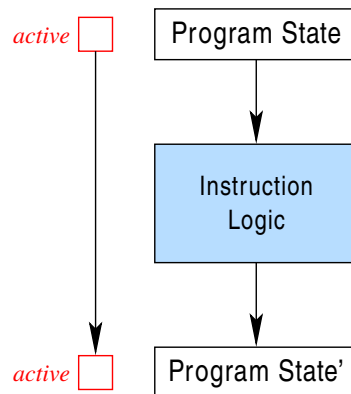 active
Program State
Instruction
Logic
active
Program State'